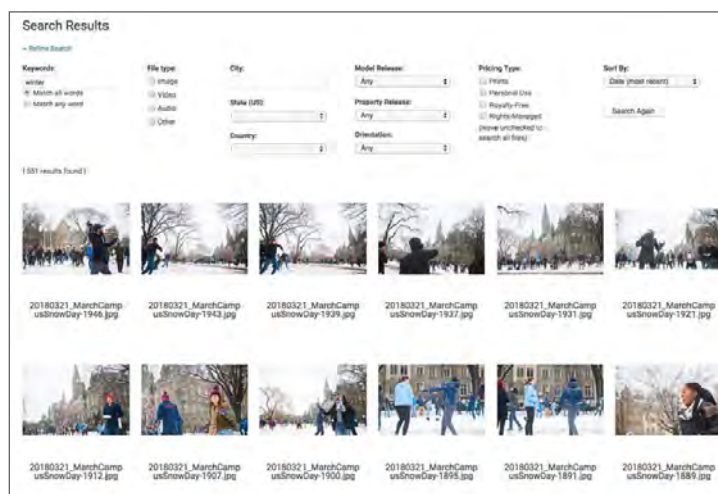 Search Results
– Refine Search
Keywords:
winter
Match all words
Match any word
File type:
Image
Video
Audio
Other
City:
State (US):
Country:
Model Release:
Any
Property Release:
Any
Orientation:
Any
Pricing Type:
Prints
Personal Use
Royalty-Free
Rights-Managed
(leave unchecked to
search all files)
Sort By:
Date (most recent)
Search Again
( 551 results found )
20180321_MarchCamp
usSnowDay-1946.jpg
20180321_MarchCamp
usSnowDay-1943.jpg
20180321_MarchCamp
usSnowDay-1939.jpg
20180321_MarchCamp
usSnowDay-1937.jpg
20180321_MarchCamp
usSnowDay-1931.jpg
20180321_MarchCamp
usSnowDay-1921.jpg
20180321_MarchCamp
usSnowDay-1912.jpg
20180321_MarchCamp
usSnowDay-1907.jpg
20180321_MarchCamp
usSnowDay-1900.jpg
20180321_MarchCamp
usSnowDay-1895.jpg
20180321_MarchCamp
usSnowDay-1891.jpg
20180321_MarchCamp
usSnowDay-1889.jpg